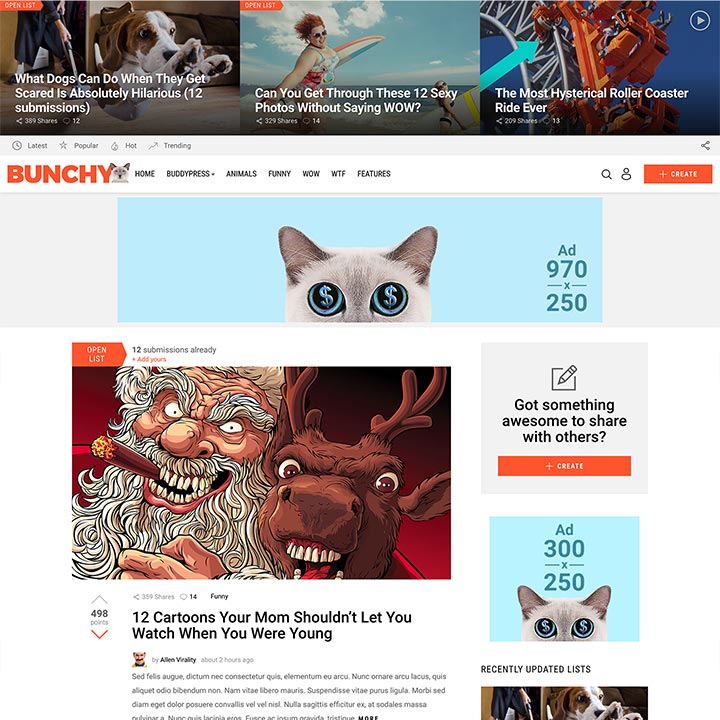 OPEN LIST
What Dogs Can Do When They Get
Scared Is Absolutely Hilarious (12
submissions)
389 Shares 12
OPEN LIST
Can You Get Through These 12 Sexy
Photos Without Saying WOW?
329 Shares 14
The Most Hysterical Roller Coaster
Ride Ever
209 Shares 13
Latest Popular Hot Trending
BUNCHY HOME BUDDYPRESS ANIMALS FUNNY WOW WTF FEATURES + CREATE
Ad
970
x
250
OPEN
LIST
12 submissions already
+ Add yours
359 Shares 14 Funny
498
points
12 Cartoons Your Mom Shouldn't Let You
Watch When You Were Young
by Allen Virality about 2 hours ago
Sed felis augue, dictum nec consectetur quis, elementum eu arcu. Nunc ornare arcu lacus, quis
aliquet odio bibendum non. Nam vitae libero mauris. Suspendisse vitae purus ligula. Morbi sed
diam eget dolor posuere convallis vel vel nisl. Nulla sagittis efficitur ex, at sodales massa
pulvinar a. Nunc quis lacinia eros. Fusce ac ipsum gravida, tristique MORE
Got something
awesome to share
with others?
+ CREATE
Ad
300
x
250
RECENTLY UPDATED LISTS